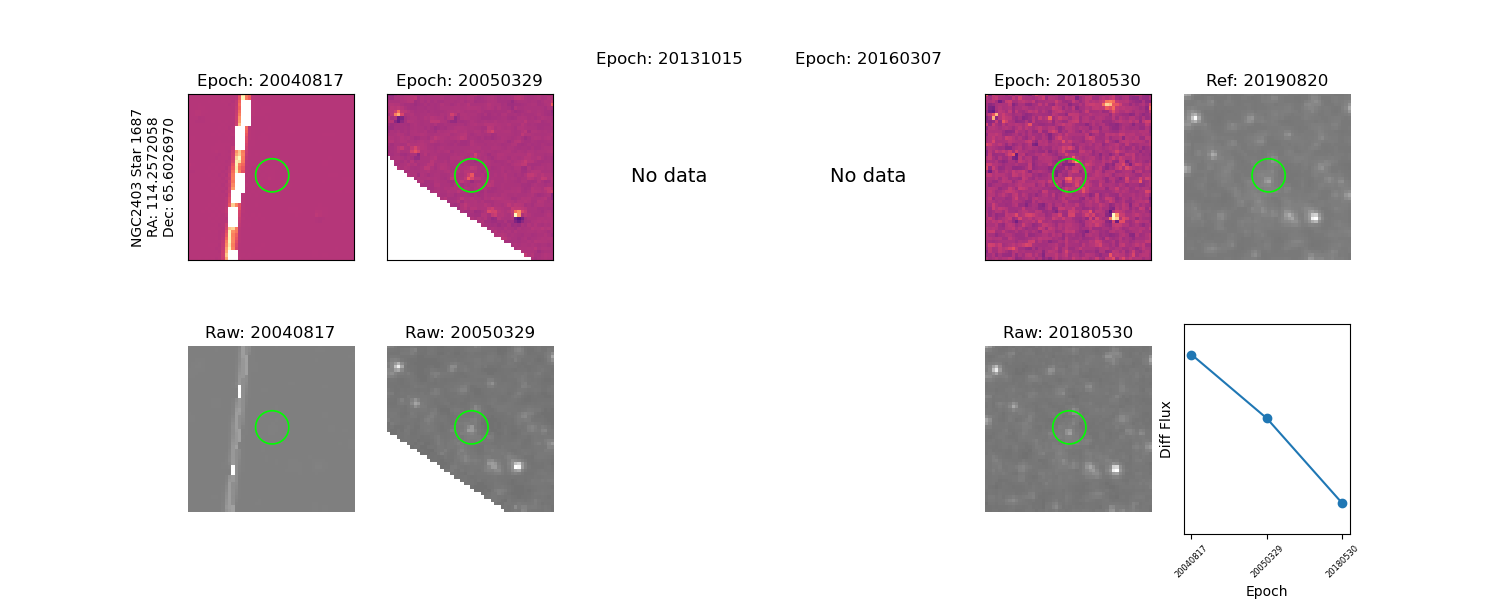 Epoch: 20040817
Epoch: 20050329
Epoch: 20131015
Epoch: 20160307
Epoch: 20180530
Ref: 20190820
NGC2403 Star 1687
RA: 114.2572058
Dec: 65.6026970
No data
No data
Raw: 20040817
Raw: 20050329
Raw: 20180530
Diff Flux
20040817
20050329
20180530
Epoch